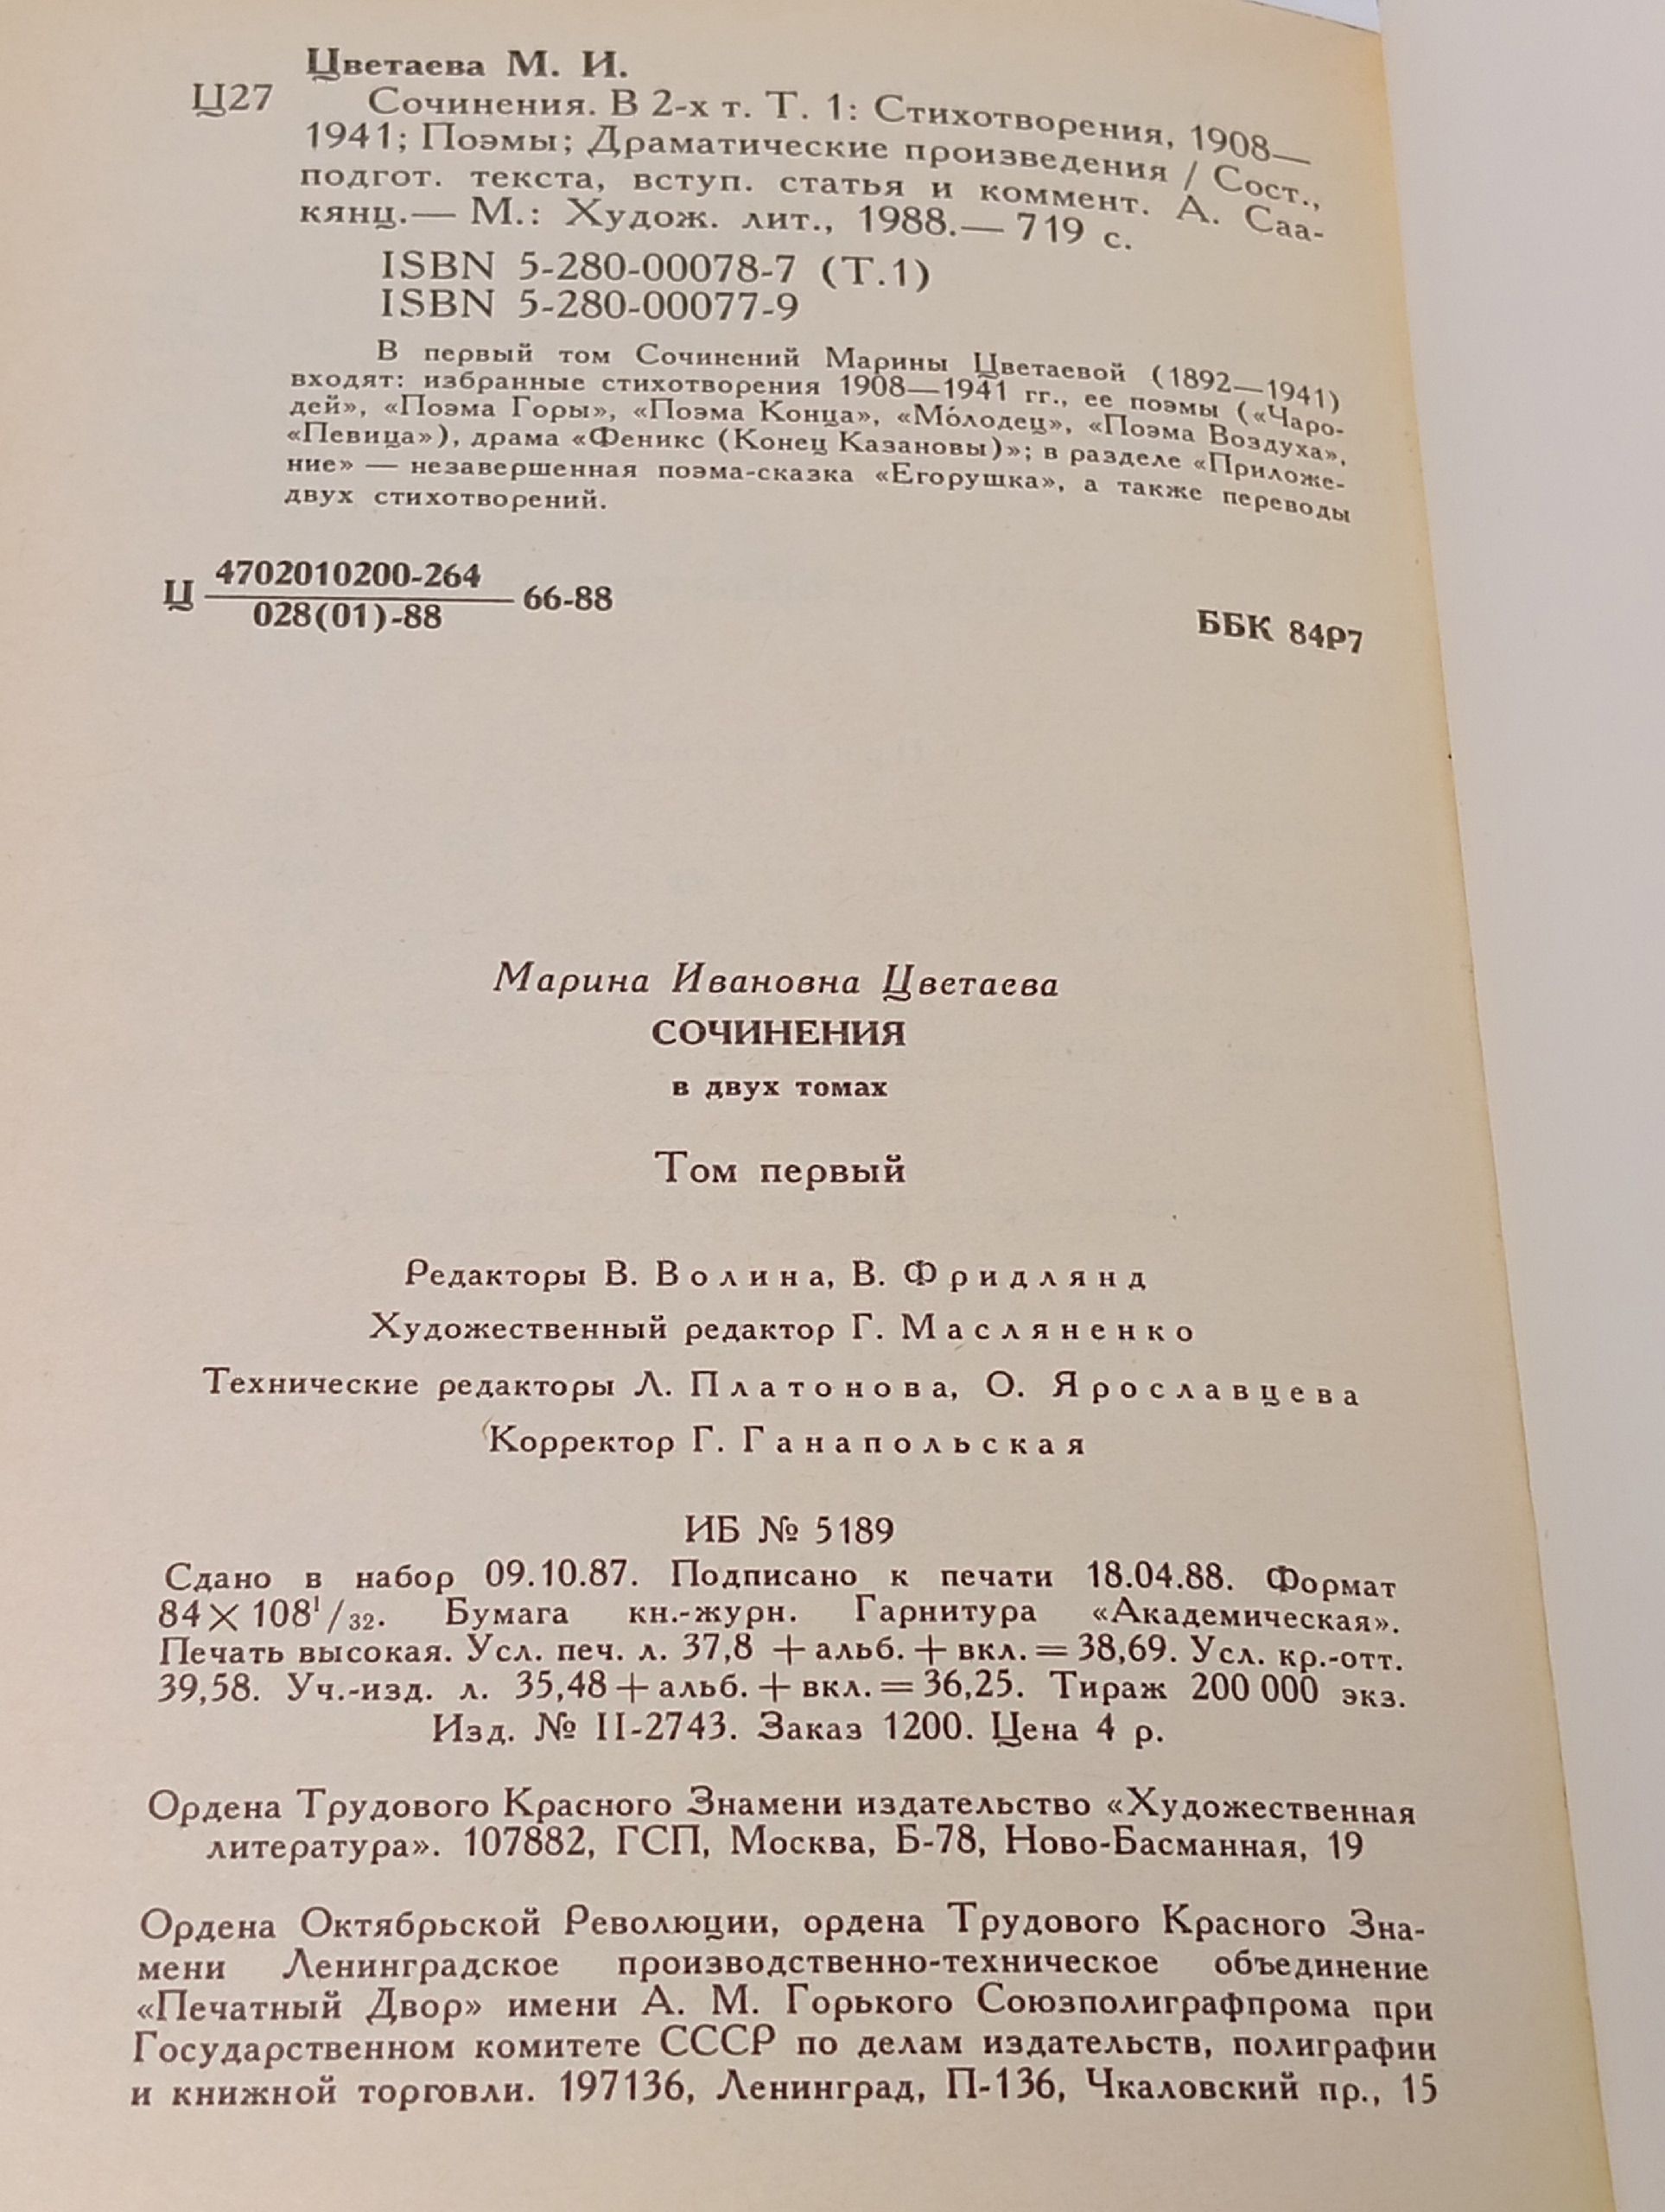 Цветаева М. И.
Ц27 Сочинения. В 2-х т. Т. 1: Стихотворения, 1908—
1941; Поэмы; Драматические произведения / Сост.,
подгот. текста, вступ. статья и коммент. А. Саа-
кянц.— М.: Худож. лит., 1988.— 719 с.
ISBN 5-280-00078-7 (Т.1)
ISBN 5-280-00077-9
В первый том Сочинений Марины Цветаевой (1892—1941)
входят: избранные стихотворения 1908—1941 гг., ее поэмы («Чаро-
дей», «Поэма Горы», «Поэма Конца», «Мо́лодец», «Поэма Воздуха»,
«Певица»), драма «Феникс (Конец Казановы)»; в разделе «Приложе-
ние» — незавершенная поэма-сказка «Егорушка», а также переводы
двух стихотворений.
4702010200-264
Ц 66-88
028(01)-88
ББК 84Р7
Марина Ивановна Цветаева
СОЧИНЕНИЯ
в двух томах
Том первый
Редакторы В. Волина, В. Фридлянд
Художественный редактор Г. Масляненко
Технические редакторы Л. Платонова, О. Ярославцева
Корректор Г. Ганапольская
ИБ № 5189
Сдано в набор 09.10.87. Подписано к печати 18.04.88. Формат
84×108¹/₃₂. Бумага кн.-журн. Гарнитура «Академическая».
Печать высокая. Усл. печ. л. 37,8 + альб. + вкл. = 38,69. Усл. кр.-отт.
39,58. Уч.-изд. л. 35,48 + альб. + вкл. = 36,25. Тираж 200 000 экз.
Изд. № II-2743. Заказ 1200. Цена 4 р.
Ордена Трудового Красного Знамени издательство «Художественная
литература». 107882, ГСП, Москва, Б-78, Ново-Басманная, 19
Ордена Октябрьской Революции, ордена Трудового Красного Зна-
мени Ленинградское производственно-техническое объединение
«Печатный Двор» имени А. М. Горького Союзполиграфпрома при
Государственном комитете СССР по делам издательств, полиграфии
и книжной торговли. 197136, Ленинград, П-136, Чкаловский пр., 15